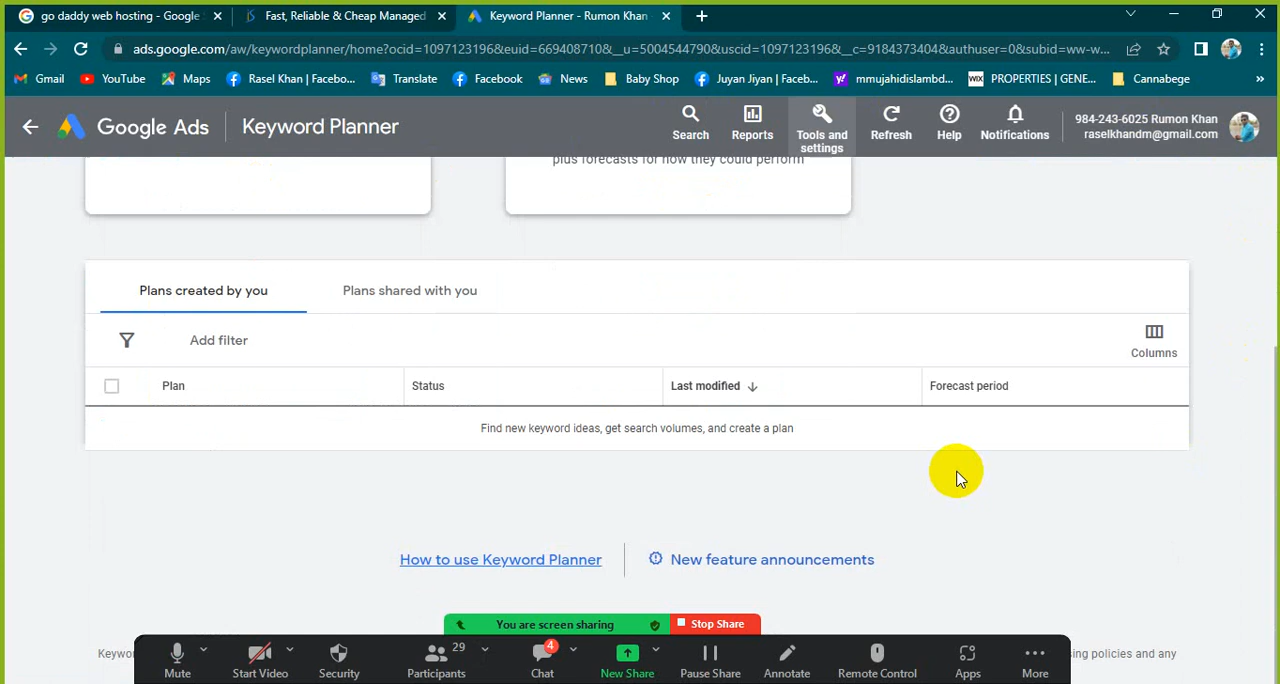 go daddy web hosting - Google
Fast, Reliable & Cheap Managed
Keyword Planner - Rumon Khan
ads.google.com/aw/keywordplanner/home?ocid=1097123196&euid=669408710&__u=5004544790&uscid=1097123196&__c=9184373404&authuser=0&subid=ww-w...
Gmail
YouTube
Maps
Rasel Khan | Facebo...
Translate
Facebook
News
Baby Shop
Juyan Jiyan | Faceb...
mmujahidislambd...
WIX
PROPERTIES | GENE...
Cannabege
»
Google Ads
Keyword Planner
Search
Reports
Tools and
settings
Refresh
Help
Notifications
984-243-6025 Rumon Khan
raselkhandm@gmail.com
plus forecasts for how they could perform
Plans created by you
Plans shared with you
Add filter
Columns
Plan
Status
Last modified
Forecast period
Find new keyword ideas, get search volumes, and create a plan
How to use Keyword Planner
New feature announcements
You are screen sharing
Stop Share
Keywo
ing policies and any
Mute
Start Video
Security
29
Participants
4
Chat
New Share
Pause Share
Annotate
Remote Control
Apps
More